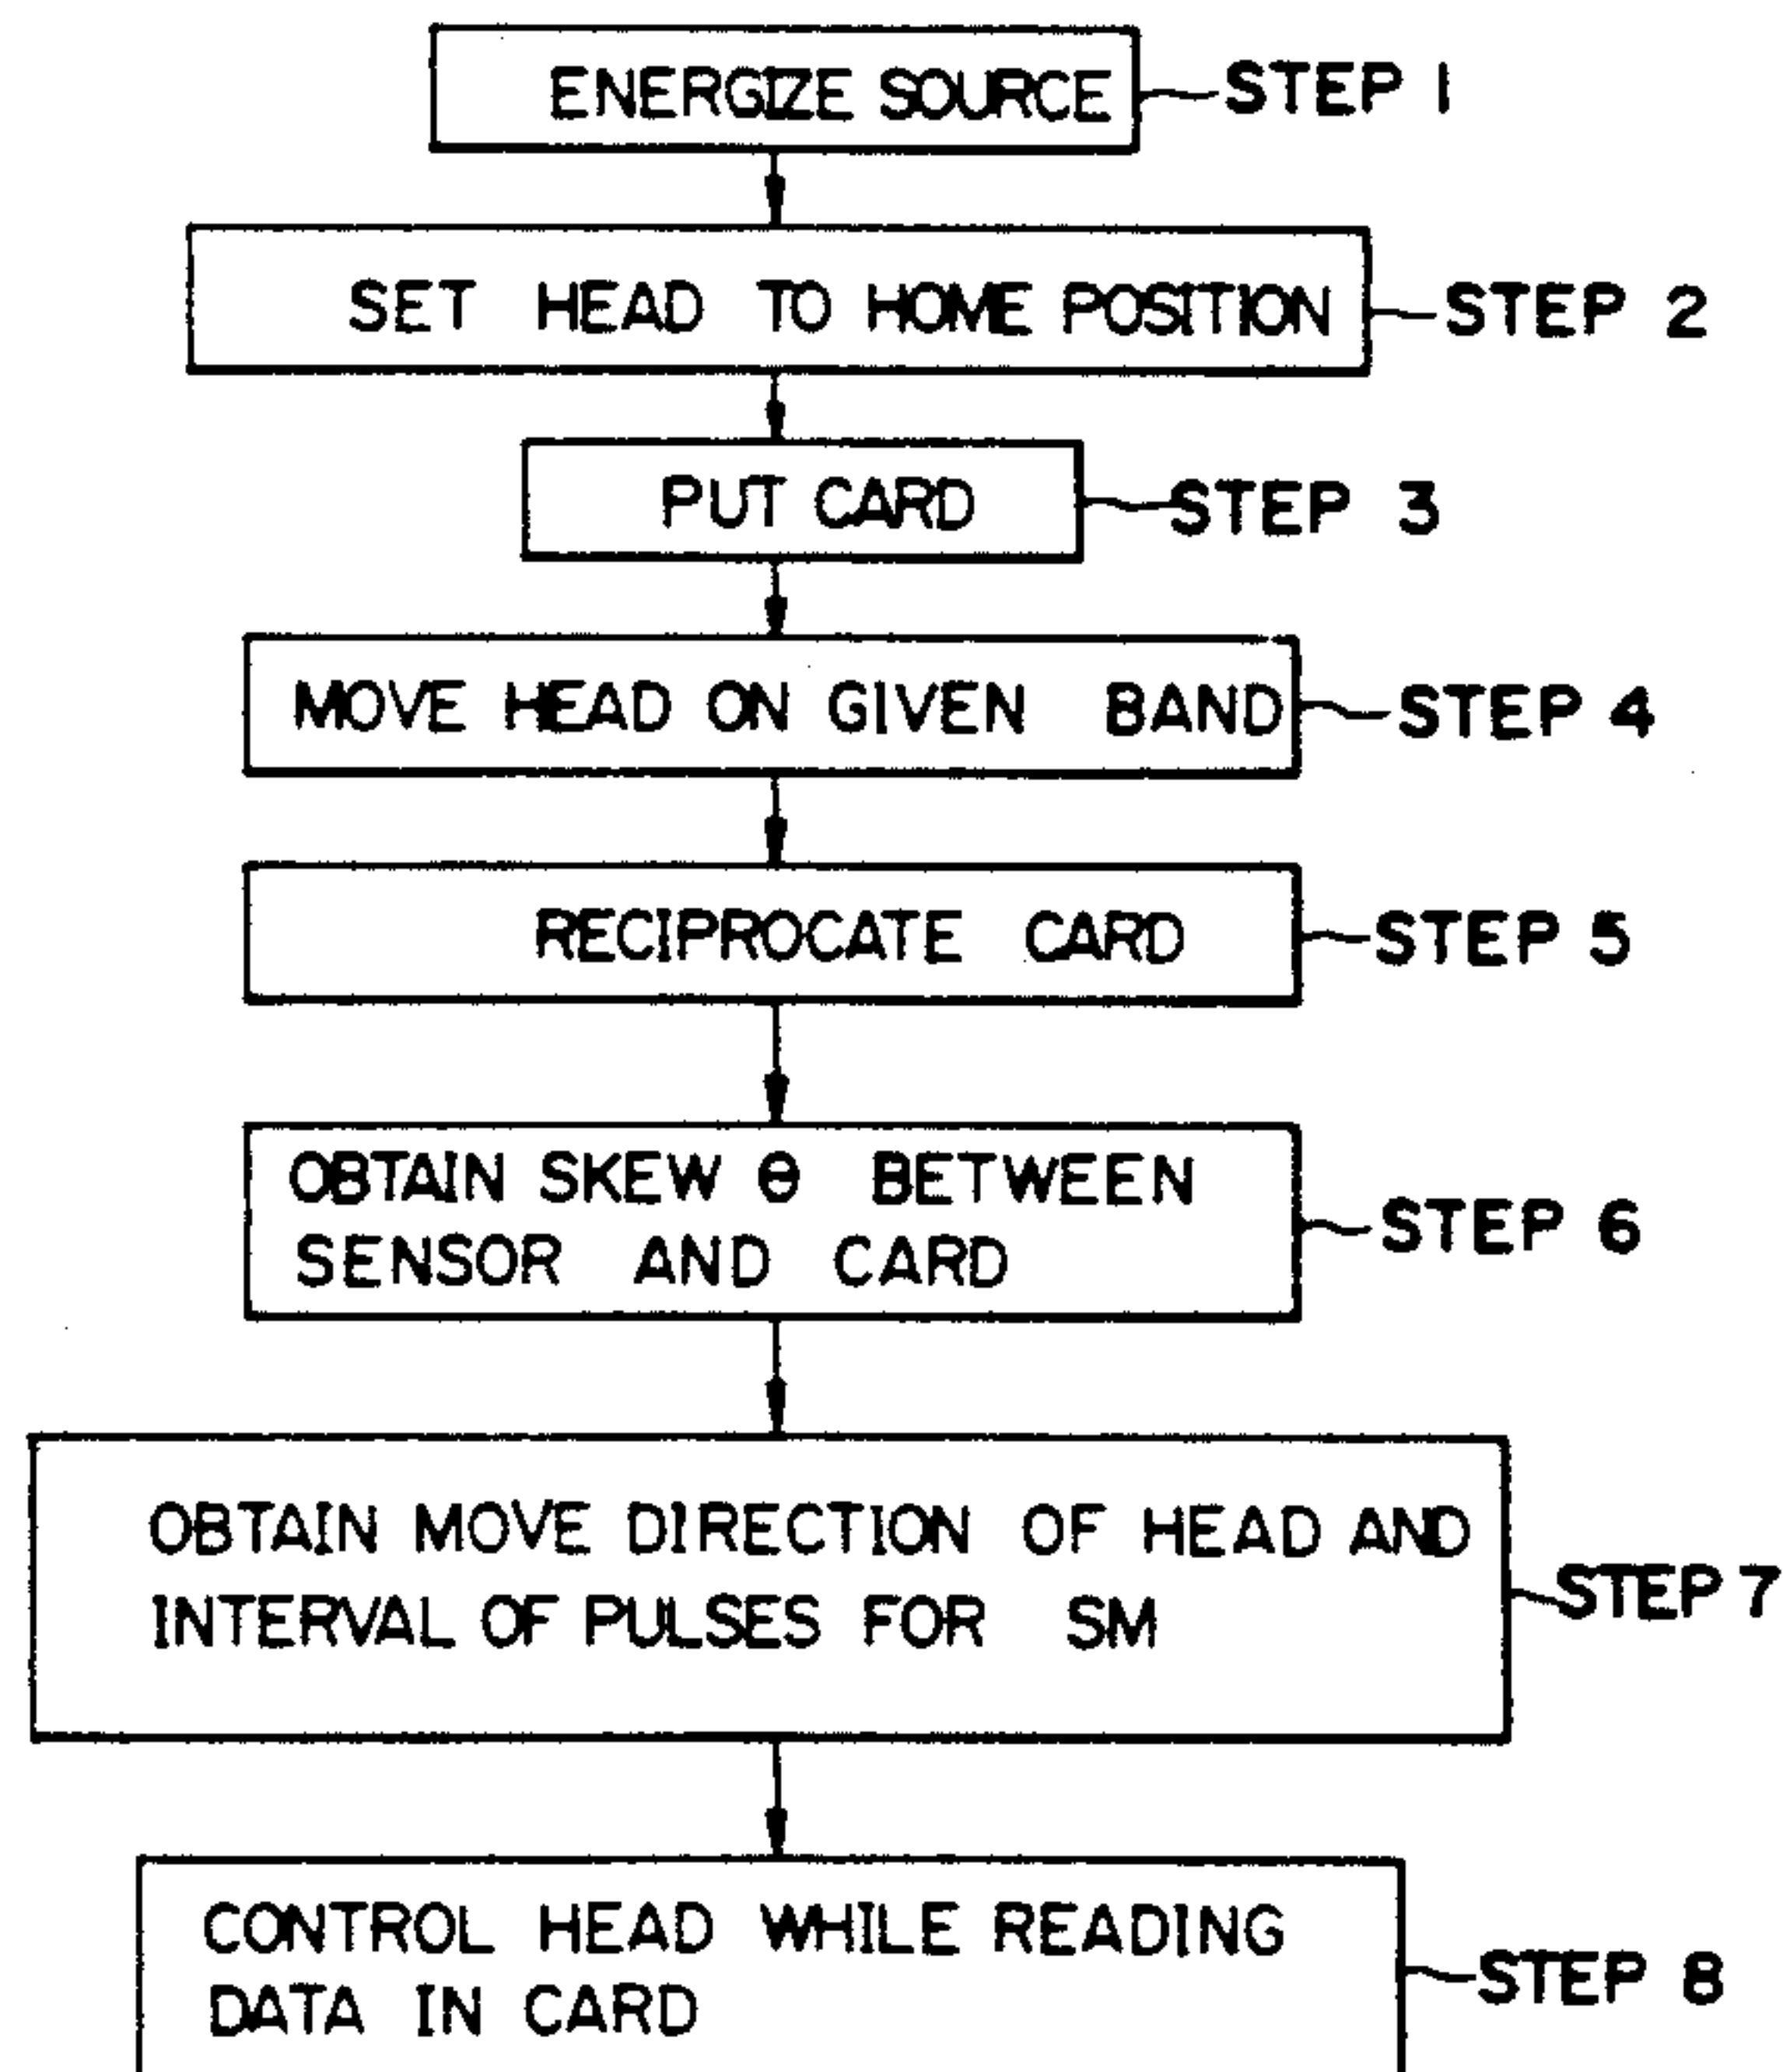 ENERGIZE SOURCE STEP 1
SET HEAD TO HOME POSITION STEP 2
PUT CARD STEP 3
MOVE HEAD ON GIVEN BAND STEP 4
RECIPROCATE CARD STEP 5
OBTAIN SKEW θ BETWEEN
SENSOR AND CARD
STEP 6
OBTAIN MOVE DIRECTION OF HEAD AND
INTERVAL OF PULSES FOR SM
STEP 7
CONTROL HEAD WHILE READING
DATA IN CARD
STEP 8